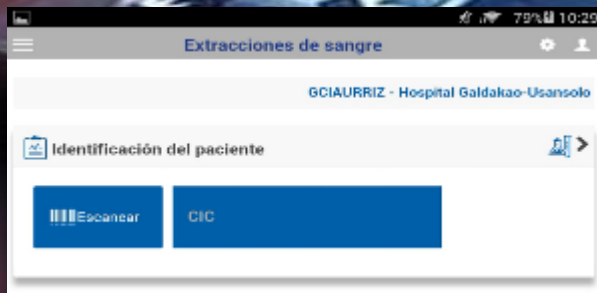 79% 10:29
Extracciones de sangre
GCIAURRIZ - Hospital Galdakao-Usansolo
Identificación del paciente
Escanear
CIC